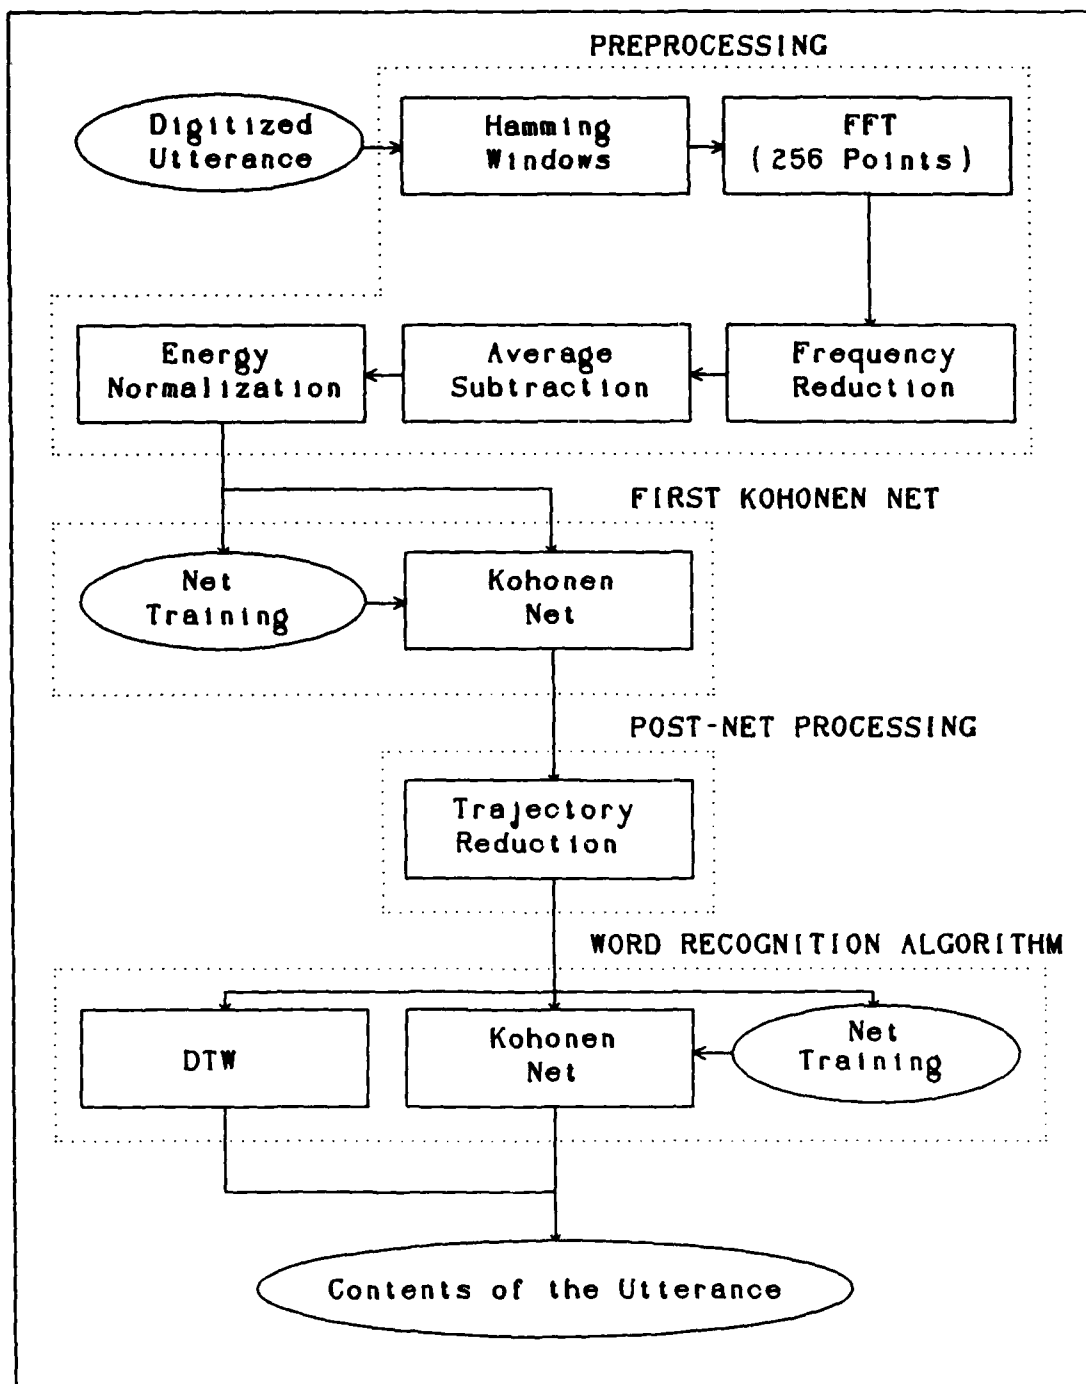 PREPROCESSING
Digitized
Utterance
Hamming
Windows
FFT
(256 Points)
Energy
Normalization
Average
Subtraction
Frequency
Reduction
FIRST KOHONEN NET
Net
Training
Kohonen
Net
POST-NET PROCESSING
Trajectory
Reduction
WORD RECOGNITION ALGORITHM
DTW
Kohonen
Net
Net
Training
Contents of the Utterance